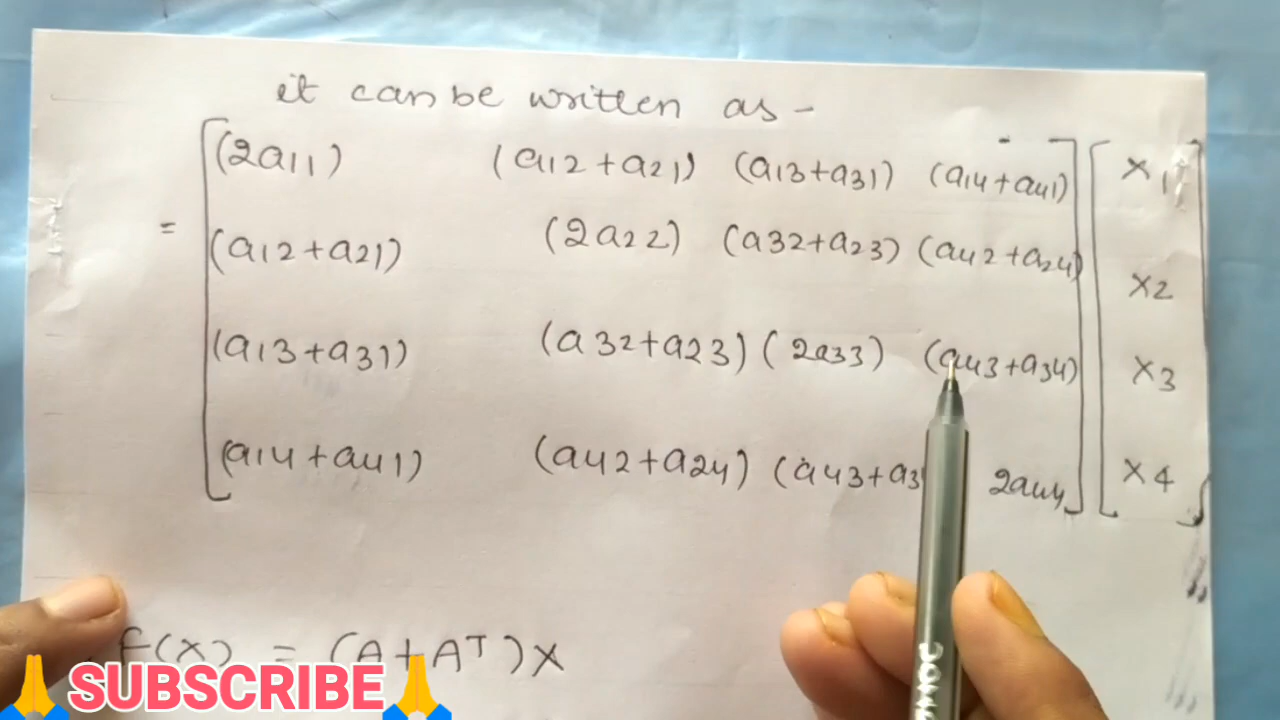 it can be written as -
(2a11) (a12+a21) (a13+a31) (a14+a41) x1
= (a12+a21) (2a22) (a32+a23) (a42+a24) x2
(a13+a31) (a32+a23) (2a33) (a43+a34) x3
(a14+a41) (a42+a24) (a43+a3 2a44 x4
f(x) = (A+A^T)x
SUBSCRIBE